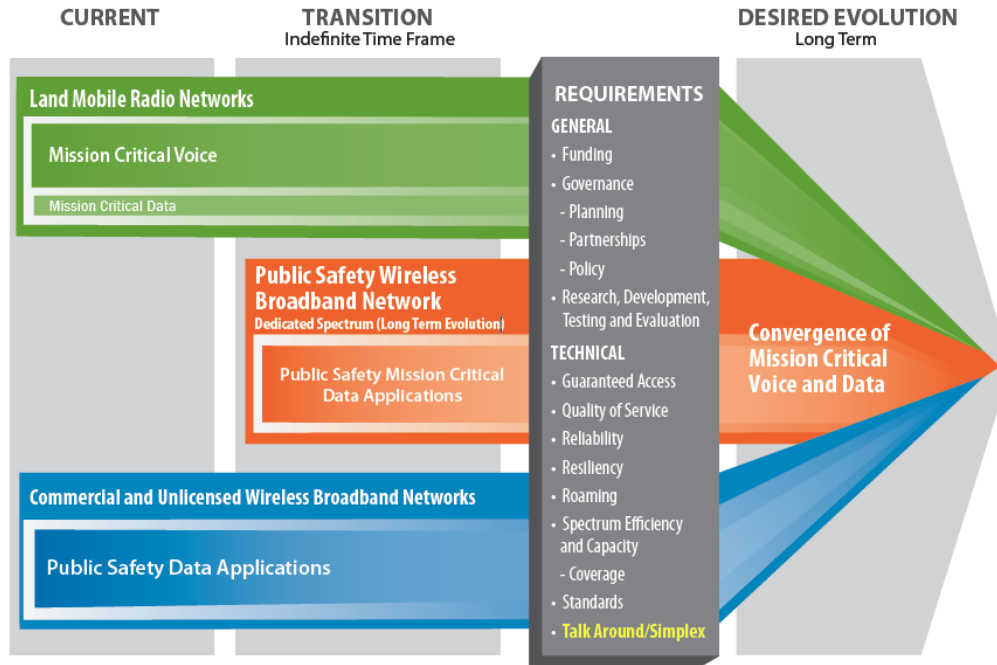 CURRENT
TRANSITION
Indefinite Time Frame
DESIRED EVOLUTION
Long Term
Land Mobile Radio Networks
Mission Critical Voice
Mission Critical Data
Public Safety Wireless
Broadband Network
Dedicated Spectrum (Long Term Evolution)
Public Safety Mission Critical
Data Applications
Commercial and Unlicensed Wireless Broadband Networks
Public Safety Data Applications
REQUIREMENTS
GENERAL
• Funding
• Governance
- Planning
- Partnerships
- Policy
• Research, Development,
Testing and Evaluation
TECHNICAL
• Guaranteed Access
• Quality of Service
• Reliability
• Resiliency
• Roaming
• Spectrum Efficiency
and Capacity
- Coverage
• Standards
• Talk Around/Simplex
Convergence of
Mission Critical
Voice and Data